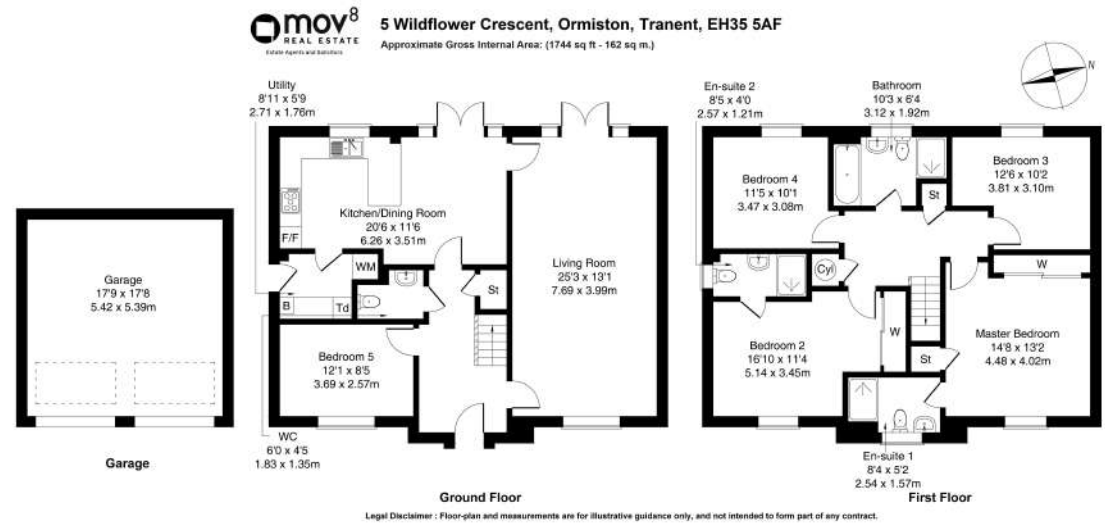 mov8
REAL ESTATE
Estate Agents and Solicitors
5 Wildflower Crescent, Ormiston, Tranent, EH35 5AF
Approximate Gross Internal Area: (1744 sq ft - 162 sq m.)
N
Garage
17'9 x 17'8
5.42 x 5.39m
Garage
Utility
8'11 x 5'9
2.71 x 1.76m
Kitchen/Dining Room
20'6 x 11'6
6.26 x 3.51m
F/F
WM
B
Td
St
Living Room
25'3 x 13'1
7.69 x 3.99m
Bedroom 5
12'1 x 8'5
3.69 x 2.57m
WC
6'0 x 4'5
1.83 x 1.35m
Ground Floor
En-suite 2
8'5 x 4'0
2.57 x 1.21m
Bathroom
10'3 x 6'4
3.12 x 1.92m
Bedroom 4
11'5 x 10'1
3.47 x 3.08m
St
Bedroom 3
12'6 x 10'2
3.81 x 3.10m
Cyl
W
W
Bedroom 2
16'10 x 11'4
5.14 x 3.45m
St
Master Bedroom
14'8 x 13'2
4.48 x 4.02m
En-suite 1
8'4 x 5'2
2.54 x 1.57m
First Floor
Legal Disclaimer : Floor-plan and measurements are for illustrative guidance only, and not intended to form part of any contract.